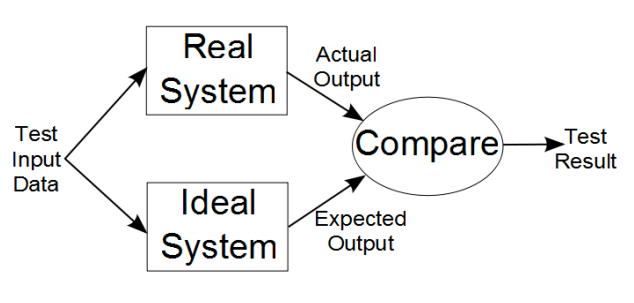 Test
Input
Data
Real
System
Actual
Output
Ideal
System
Expected
Output
Compare
Test
Result